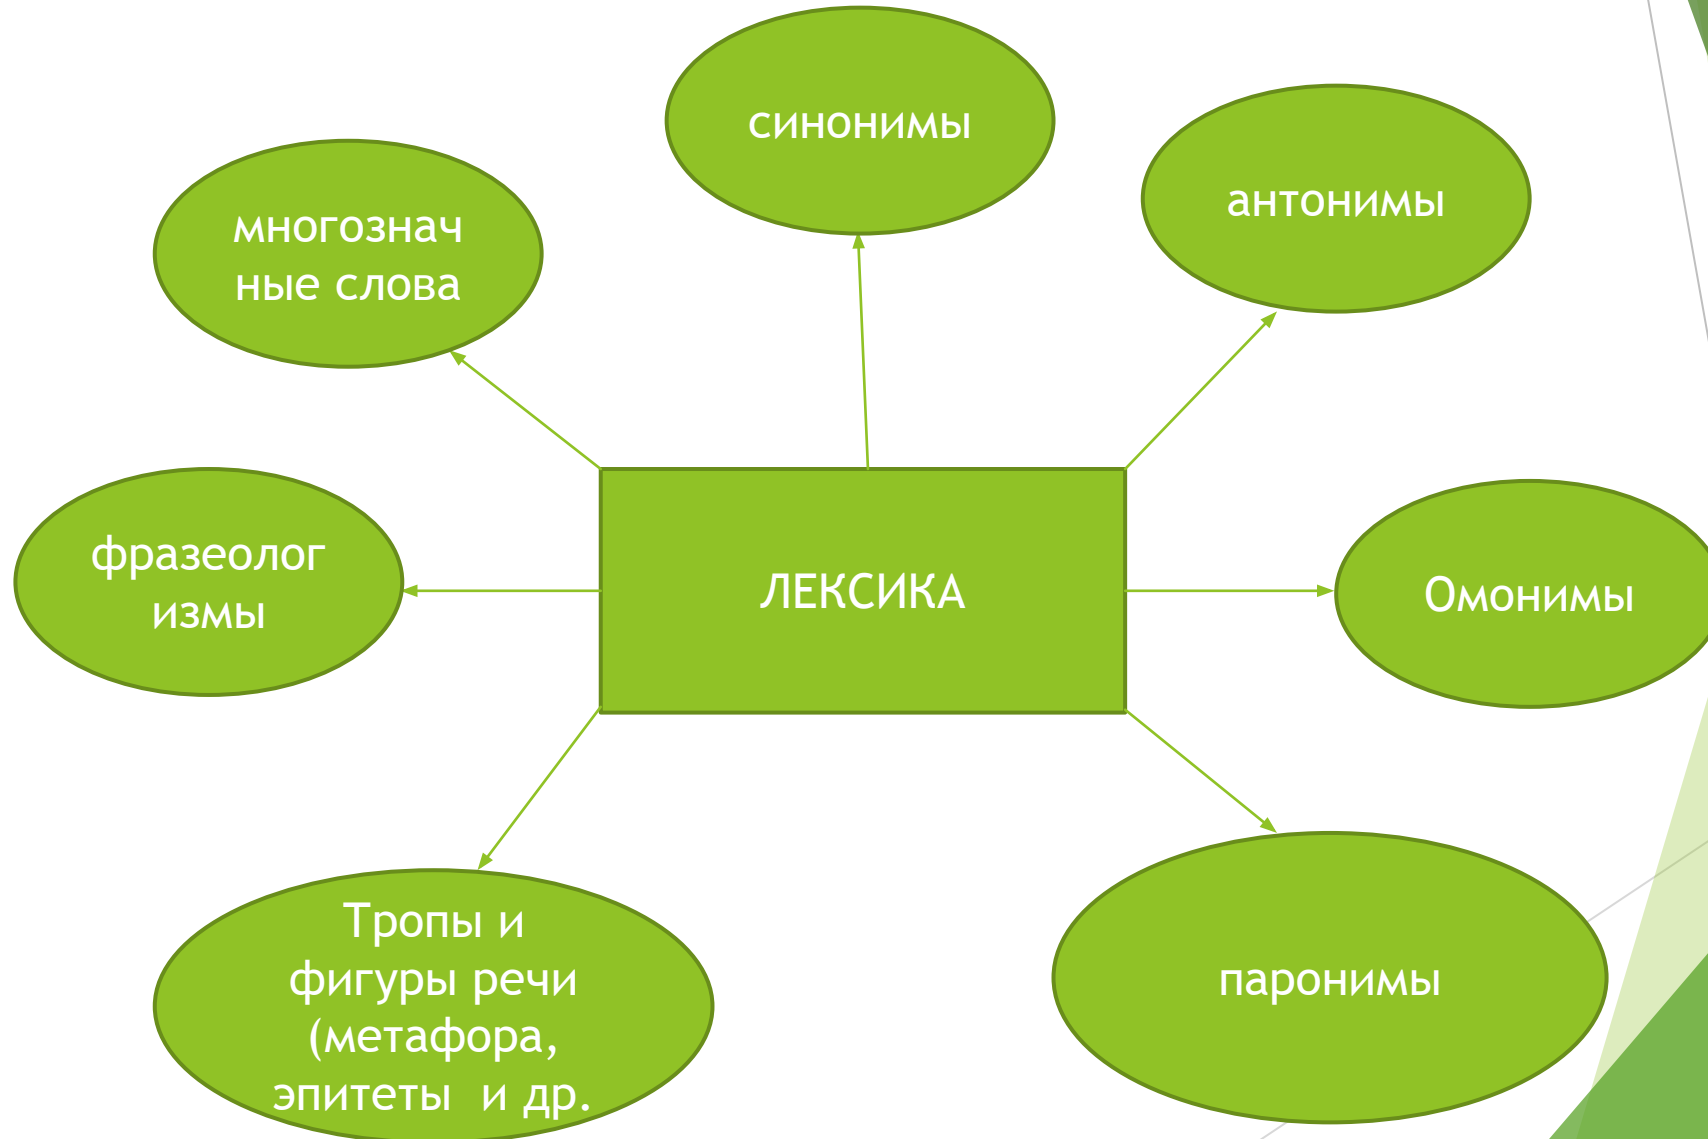 синонимы
антонимы
многознач
ные слова
фразеолог
измы
ЛЕКСИКА
Омонимы
Тропы и
фигуры речи
(метафора,
эпитеты и др.
паронимы